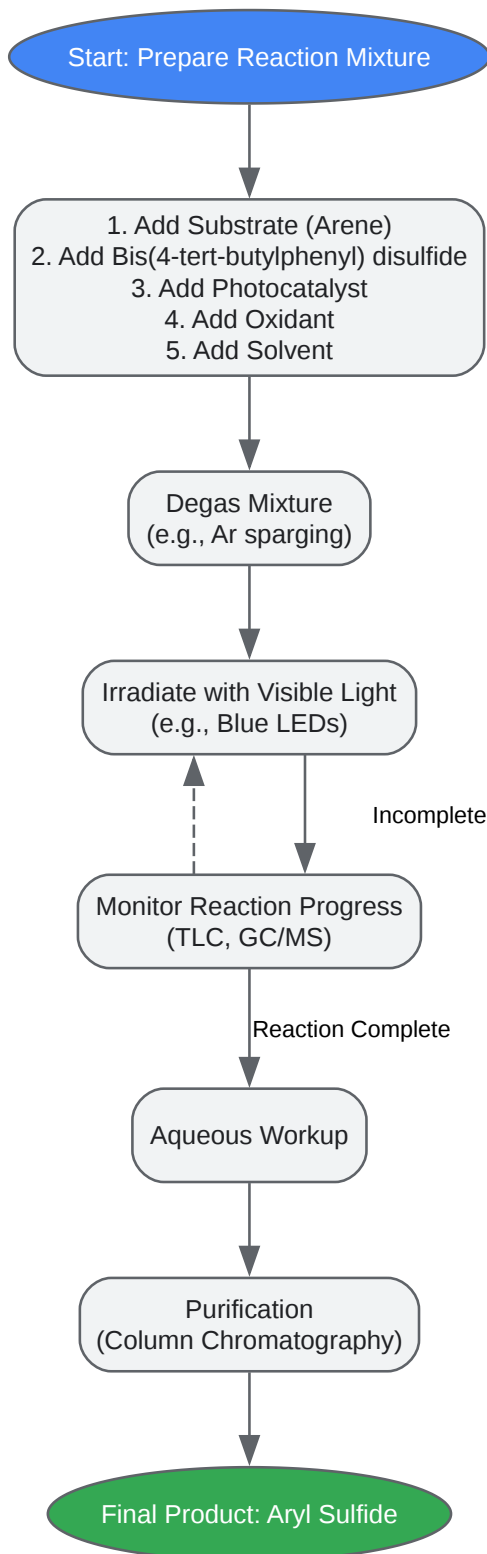 Start: Prepare Reaction Mixture
1. Add Substrate (Arene)
2. Add Bis(4-tert-butylphenyl) disulfide
3. Add Photocatalyst
4. Add Oxidant
5. Add Solvent
Degas Mixture
(e.g., Ar sparging)
Irradiate with Visible Light
(e.g., Blue LEDs)
Incomplete
Monitor Reaction Progress
(TLC, GC/MS)
Reaction Complete
Aqueous Workup
Purification
(Column Chromatography)
Final Product: Aryl Sulfide